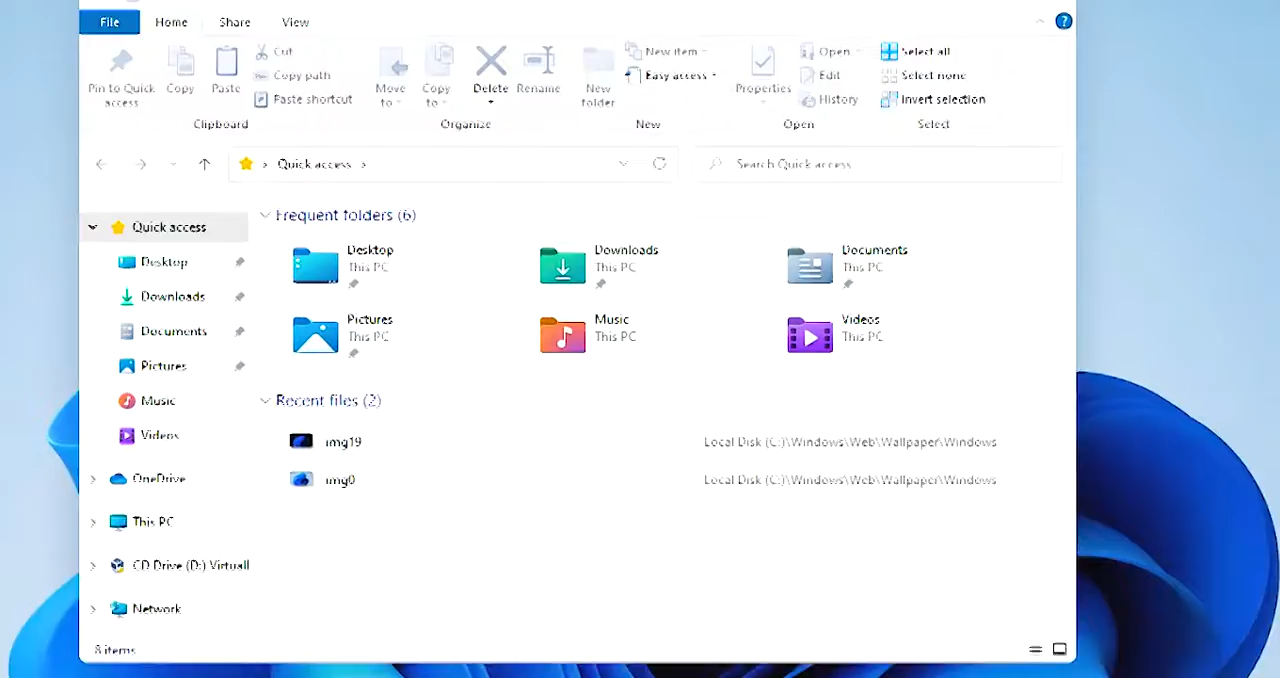 File Home Share View
Pin to Quick access
Copy
Paste
Cut
Copy path
Paste shortcut
Clipboard
Move to
Copy to
Delete
Rename
Organize
New folder
New item
Easy access
New
Properties
Open
Edit
History
Open
Select all
Select none
Invert selection
Select
Quick access
Search Quick access
Quick access
Desktop
Downloads
Documents
Pictures
Music
Videos
OneDrive
This PC
CD Drive (D:) Virtuall
Network
Frequent folders (6)
Desktop
This PC
Downloads
This PC
Documents
This PC
Pictures
This PC
Music
This PC
Videos
This PC
Recent files (2)
img19 Local Disk (C:)\Windows\Web\Wallpaper\Windows
img0 Local Disk (C:)\Windows\Web\Wallpaper\Windows
8 items